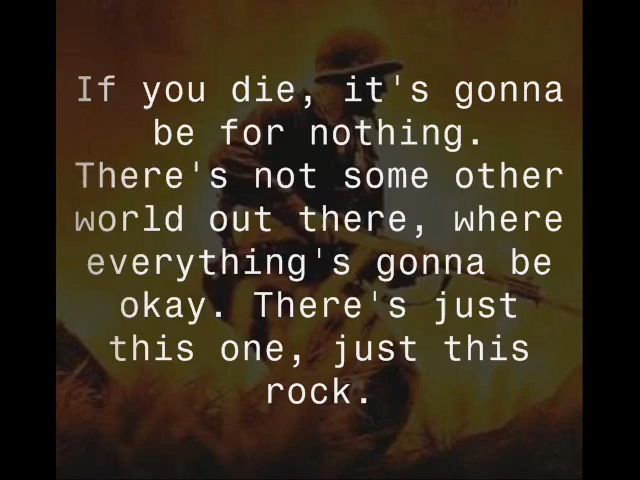 If you die, it's gonna
be for nothing.
There's not some other
world out there, where
everything's gonna be
okay. There's just
this one, just this
rock.